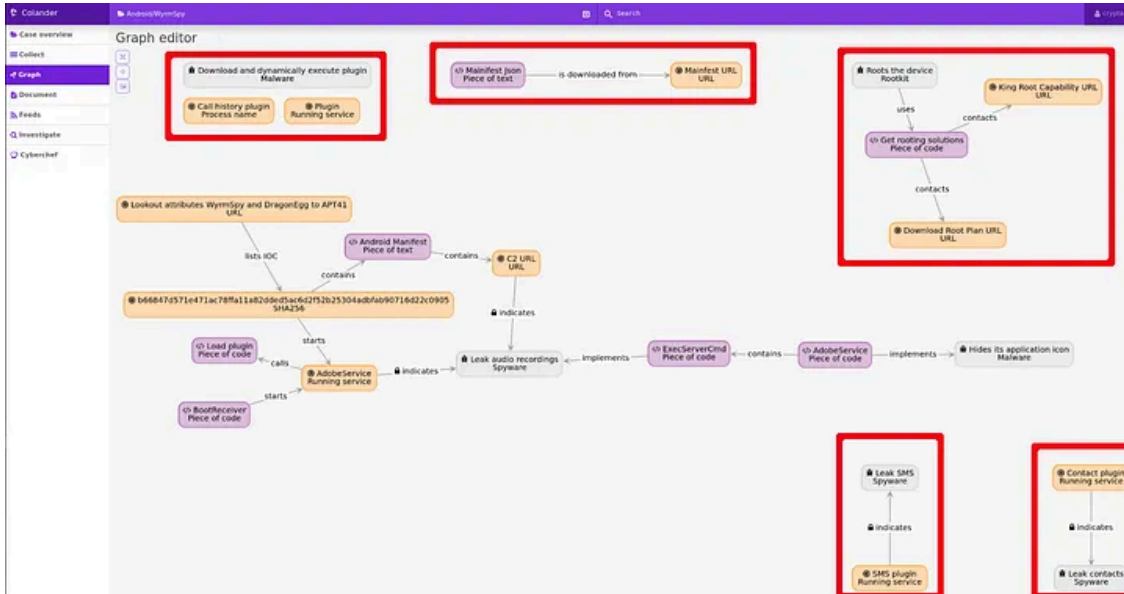 Colander
Android/WyrmSpy
Search
crypta
Case overview
Collect
Graph
Document
Feeds
Investigate
Cyberchef
Graph editor
Download and dynamically execute plugin
Malware
Call history plugin
Process name
Plugin
Running service
Mainifest Json
Piece of text
is downloaded from
Mainfest URL
URL
Roots the device
Rootkit
uses
King Root Capability URL
URL
contacts
Get rooting solutions
Piece of code
contacts
Download Root Plan URL
URL
Lookout attributes WyrmSpy and DragonEgg to APT41
URL
lists IOC
Android Manifest
Piece of text
contains
contains
C2 URL
URL
SHA256
indicates
starts
Load plugin
Piece of code
calls
AdobeService
Running service
indicates
Leak audio recordings
Spyware
implements
ExecServerCmd
Piece of code
contains
AdobeService
Piece of code
implements
Hides its application icon
Malware
starts
BootReceiver
Piece of code
Leak SMS
Spyware
indicates
SMS plugin
Running service
Contact plugin
Running service
indicates
Leak contacts
Spyware